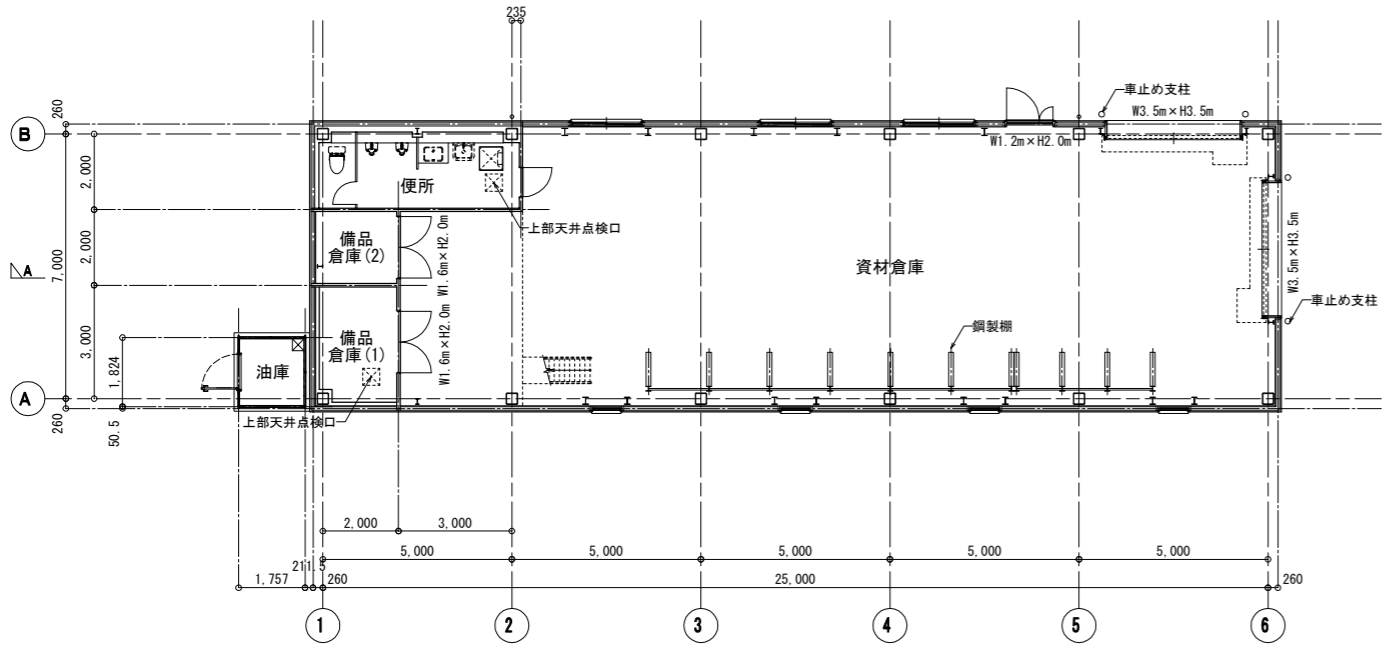 235
車止め支柱
W3.5m×H3.5m
260
B
W1.2m×H2.0m
2,000
便所
上部天井点検口
備品
倉庫(2)
W1.6m×H2.0m
2,000
7,000
A
資材倉庫
W3.5m×H3.5m
車止め支柱
鋼製棚
備品
倉庫(1)
W1.6m×H2.0m
3,000
1,824
油庫
A
260
50.5
上部天井点検口
2,000
3,000
5,000
5,000
5,000
5,000
5,000
211.5
1,757
260
25,000
260
1
2
3
4
5
6